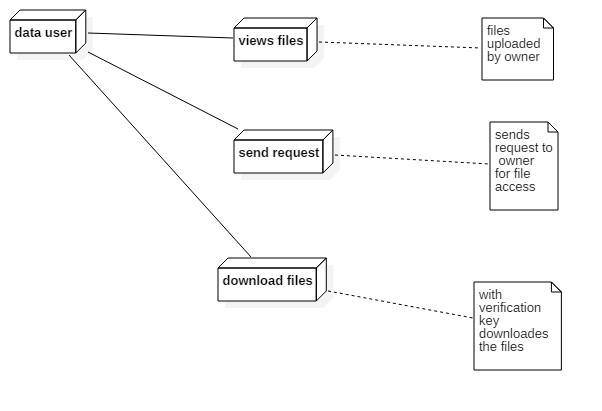 data user
views files
files
uploaded
by owner
send request
sends
request to
owner
for file
access
download files
with
verification
key
downloades
the files